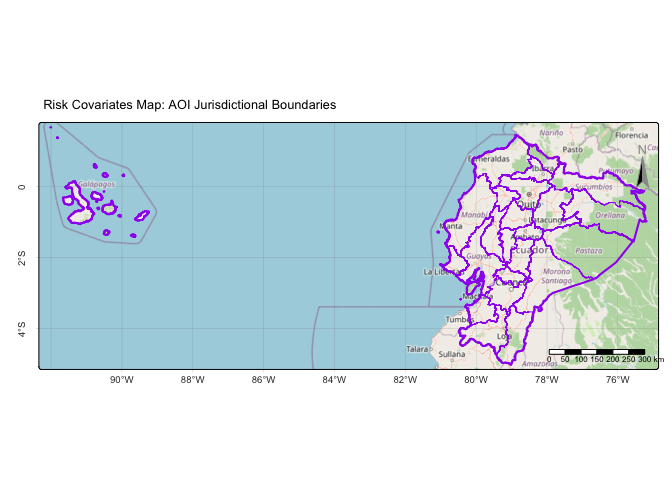 Risk Covariates Map: AOI Jurisdictional Boundaries
Nariño
Florencia
Pasto
N
Esmeraldas
Ibarra
Putumayo
0
Galápagos
Sucumbíos
Quito
Manabí
Latacunga
Orellana
Manta
Ambato
Ecuador
Pastaza
2°S
Guayas
La Libertad
Morona
Santiago
Cuenca
Machala
Tumbes
4°S
Loja
Talara
Sullana
Amazonas
0 50 100 150 200 250 300 km
90°W 88°W 86°W 84°W 82°W 80°W 78°W 76°W